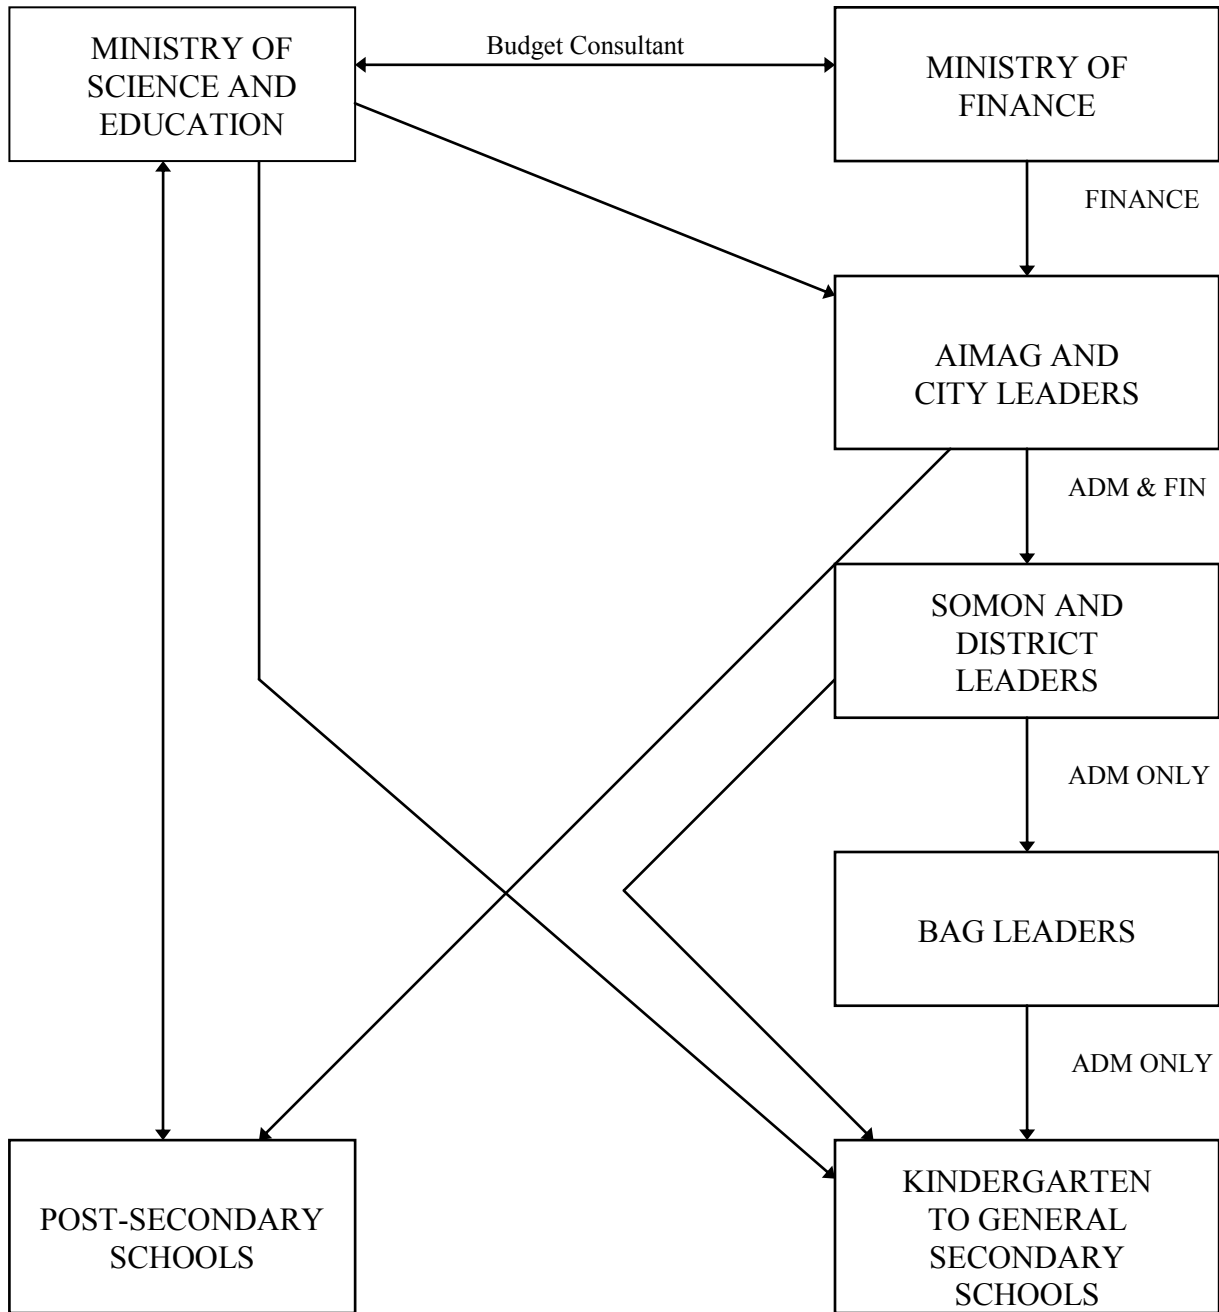 MINISTRY OF
SCIENCE AND
EDUCATION
Budget Consultant
MINISTRY OF
FINANCE
FINANCE
AIMAG AND
CITY LEADERS
ADM & FIN
SOMON AND
DISTRICT
LEADERS
ADM ONLY
BAG LEADERS
ADM ONLY
POST-SECONDARY
SCHOOLS
KINDERGARTEN
TO GENERAL
SECONDARY
SCHOOLS